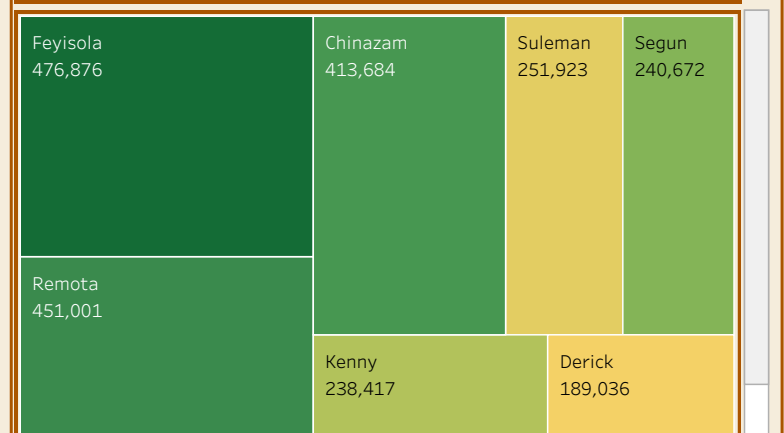 Feyisola
476,876
Chinazam
413,684
Suleman
251,923
Segun
240,672
Remota
451,001
Kenny
238,417
Derick
189,036